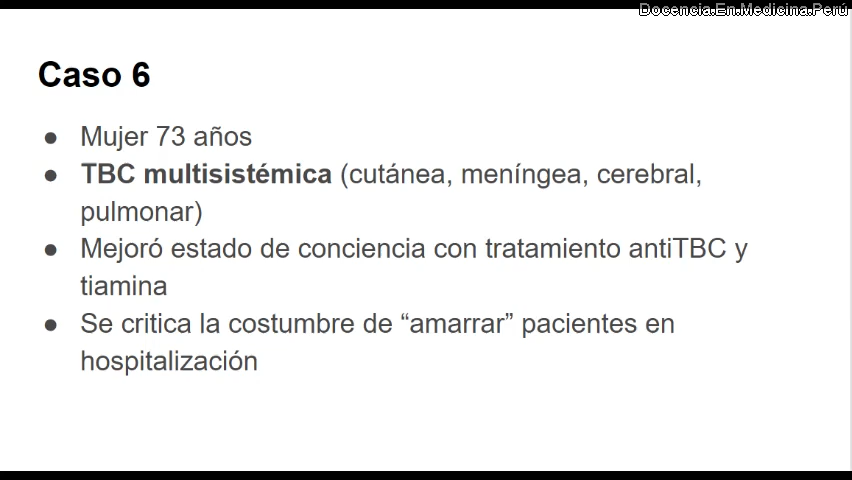 Docencia.En.Medicina.Perú
Caso 6
● Mujer 73 años
● TBC multisistémica (cutánea, meníngea, cerebral,
pulmonar)
● Mejoró estado de conciencia con tratamiento antiTBC y
tiamina
● Se critica la costumbre de “amarrar” pacientes en
hospitalización